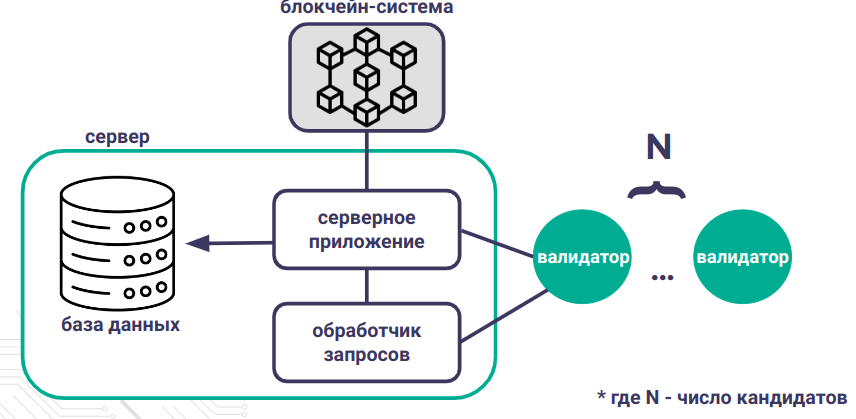 блокчейн-система
сервер
N
серверное
приложение
валидатор
...
валидатор
база данных
обработчик
запросов
* где N - число кандидатов